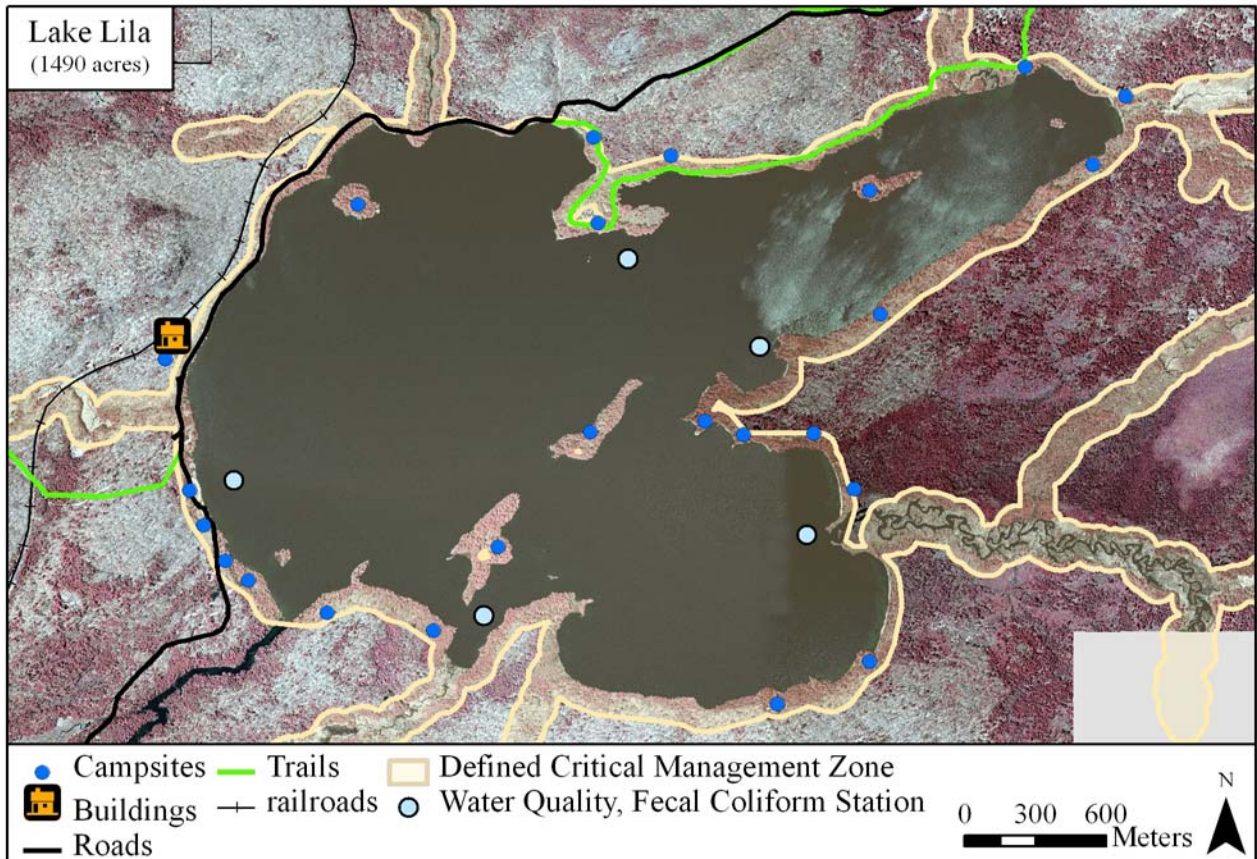 Lake Lila
(1490 acres)
Campsites
Trails
Defined Critical Management Zone
Buildings
railroads
Water Quality, Fecal Coliform Station
Roads
0 300 600
Meters
N